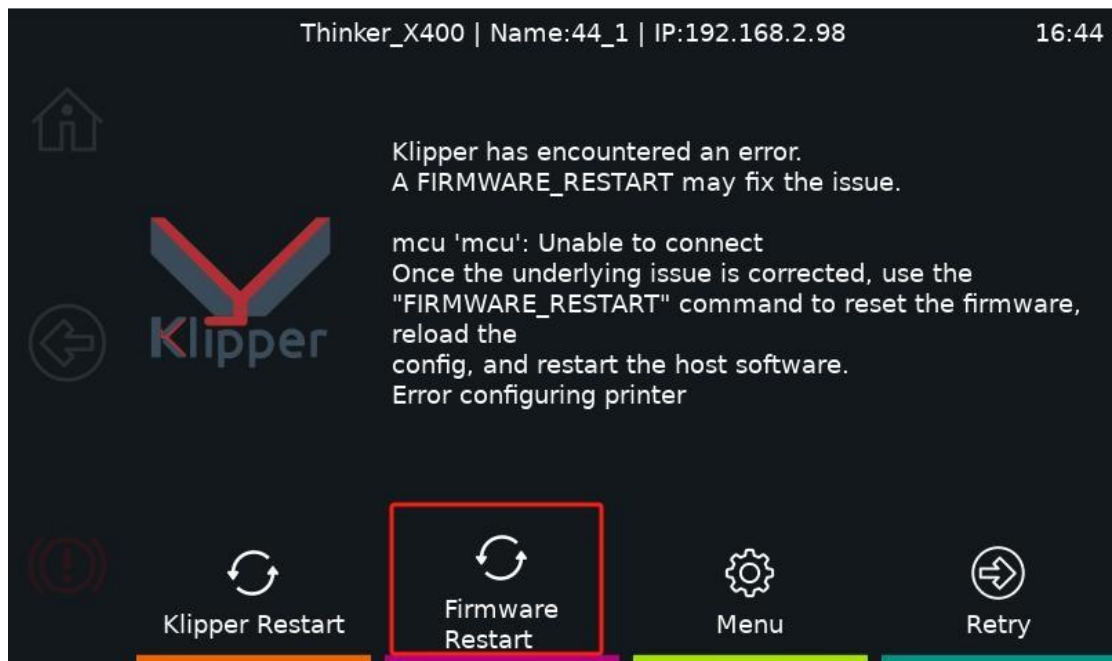 Thinker_X400 | Name:44_1 | IP:192.168.2.98 16:44
Klipper has encountered an error.
A FIRMWARE_RESTART may fix the issue.
mcu 'mcu': Unable to connect
Once the underlying issue is corrected, use the
"FIRMWARE_RESTART" command to reset the firmware,
reload the
config, and restart the host software.
Error configuring printer
Klipper
Klipper Restart
Firmware
Restart
Menu
Retry